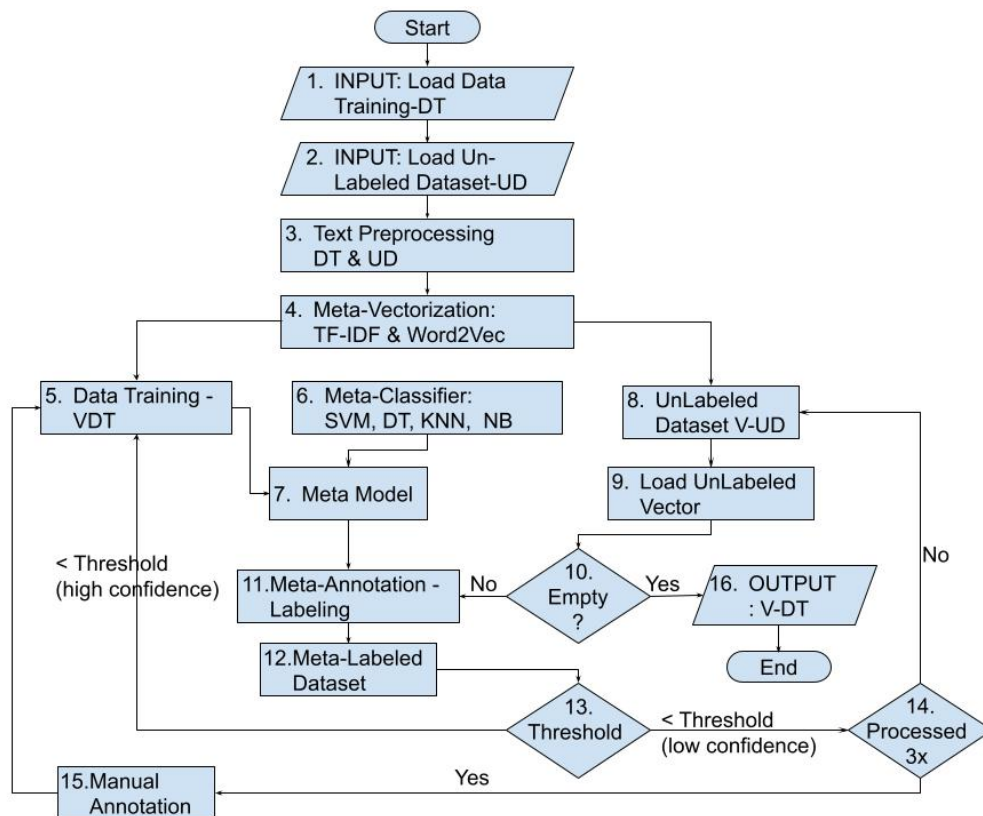 Start
1. INPUT: Load Data
Training-DT
2. INPUT: Load Un-
Labeled Dataset-UD
3. Text Preprocessing
DT & UD
4. Meta-Vectorization:
TF-IDF & Word2Vec
5. Data Training -
VDT
6. Meta-Classifier:
SVM, DT, KNN, NB
8. UnLabeled
Dataset V-UD
7. Meta Model
9. Load UnLabeled
Vector
< Threshold
(high confidence)
No
11.Meta-Annotation -
Labeling
No
10.
Empty
?
Yes
16. OUTPUT
: V-DT
12.Meta-Labeled
Dataset
End
13.
Threshold
< Threshold
(low confidence)
14.
Processed
3x
Yes
15.Manual
Annotation